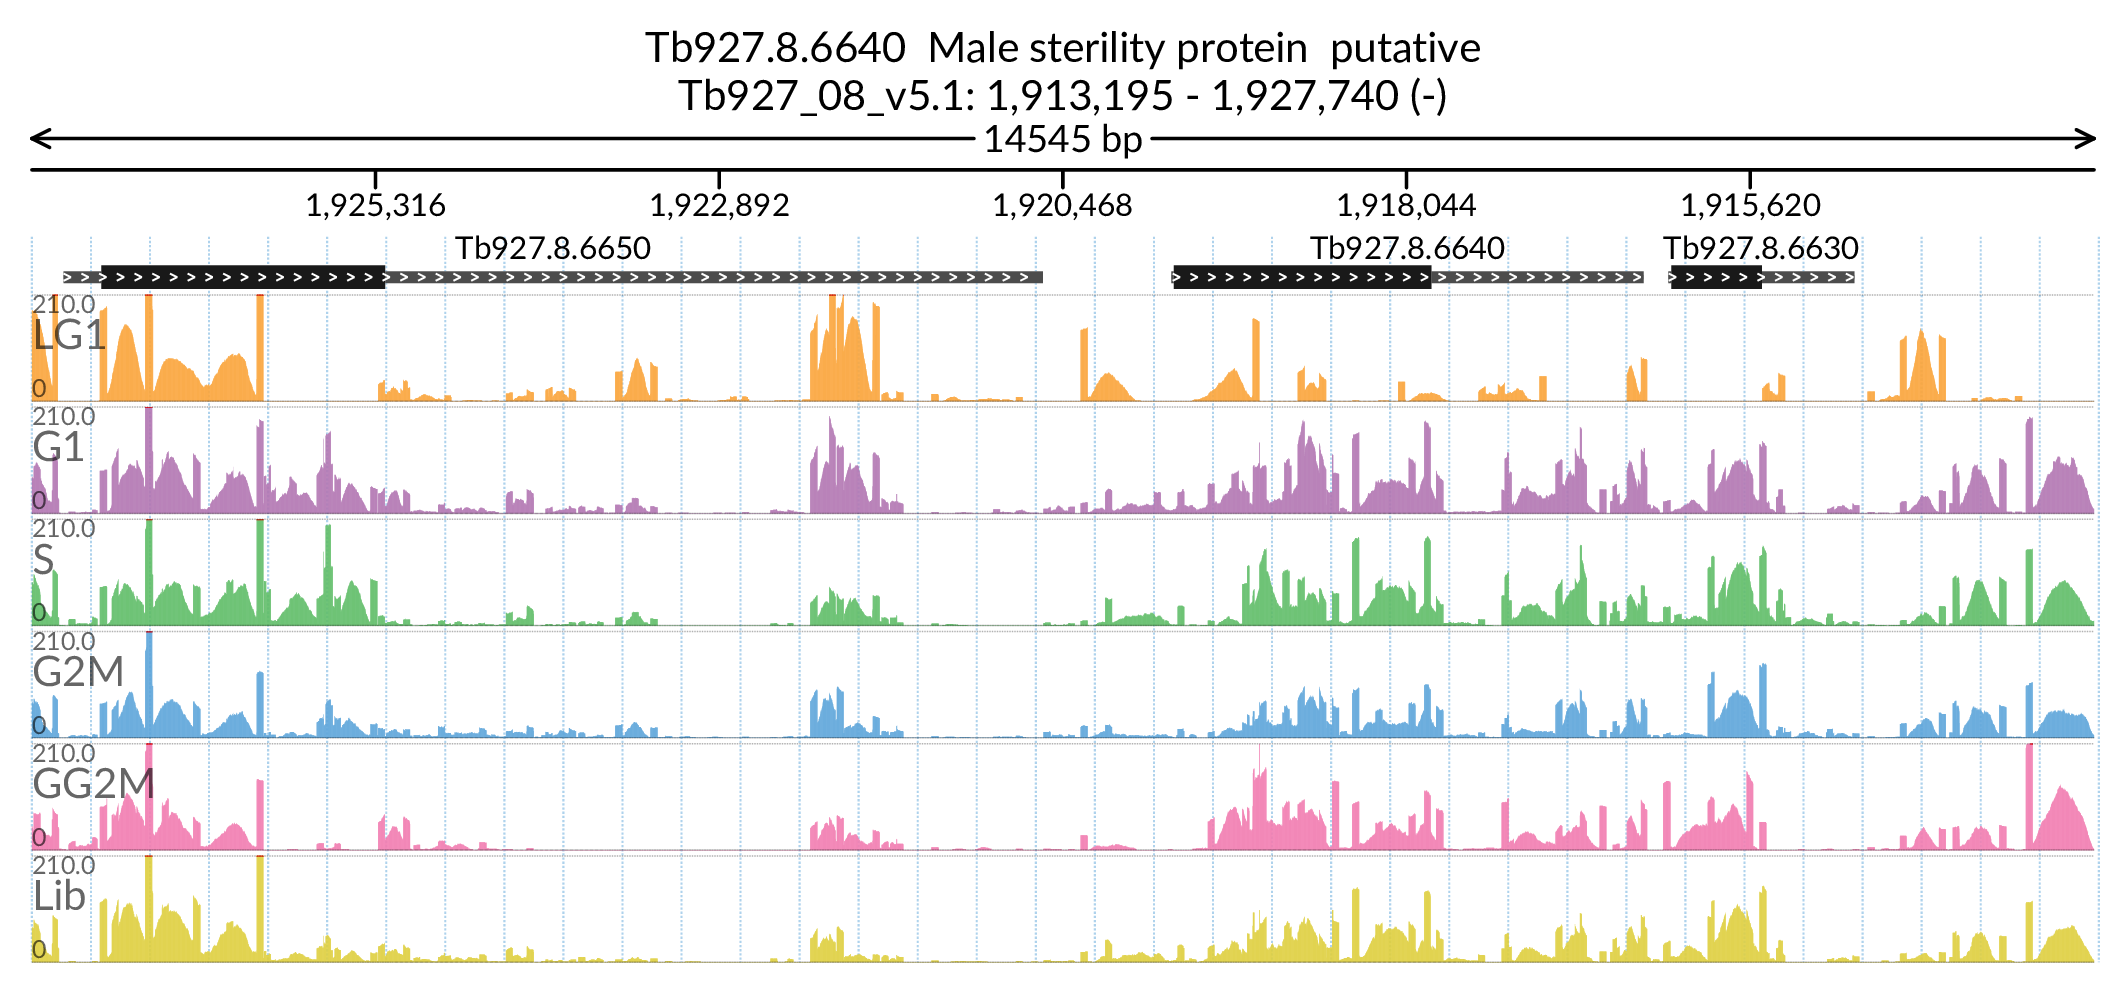 Tb927.8.6640 Male sterility protein putative
Tb927_08_v5.1: 1,913,195 - 1,927,740 (-)
14545 bp
1,925,316 1,922,892 1,920,468 1,918,044 1,915,620
Tb927.8.6650 Tb927.8.6640 Tb927.8.6630
210.0
LG1
0
210.0
G1
0
210.0
S
0
210.0
G2M
0
210.0
GG2M
0
210.0
Lib
0